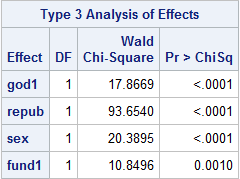 Type 3 Analysis of Effects
Effect DF Wald Chi-Square Pr > ChiSq
god1 1 17.8669 <.0001
repub 1 93.6540 <.0001
sex 1 20.3895 <.0001
fund1 1 10.8496 0.0010